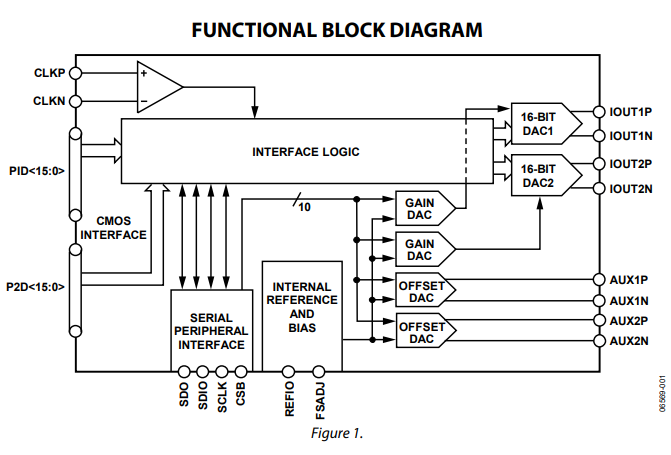 FUNCTIONAL BLOCK DIAGRAM
CLKP
CLKN
+
–
PID<15:0>
CMOS
INTERFACE
P2D<15:0>
INTERFACE LOGIC
10
16-BIT
DAC1
16-BIT
DAC2
GAIN
DAC
GAIN
DAC
OFFSET
DAC
OFFSET
DAC
IOUT1P
IOUT1N
IOUT2P
IOUT2N
AUX1P
AUX1N
AUX2P
AUX2N
SERIAL
PERIPHERAL
INTERFACE
INTERNAL
REFERENCE
AND
BIAS
SDO
SDIO
SCLK
CSB
REFIO
FSADJ
06569-001
Figure 1.